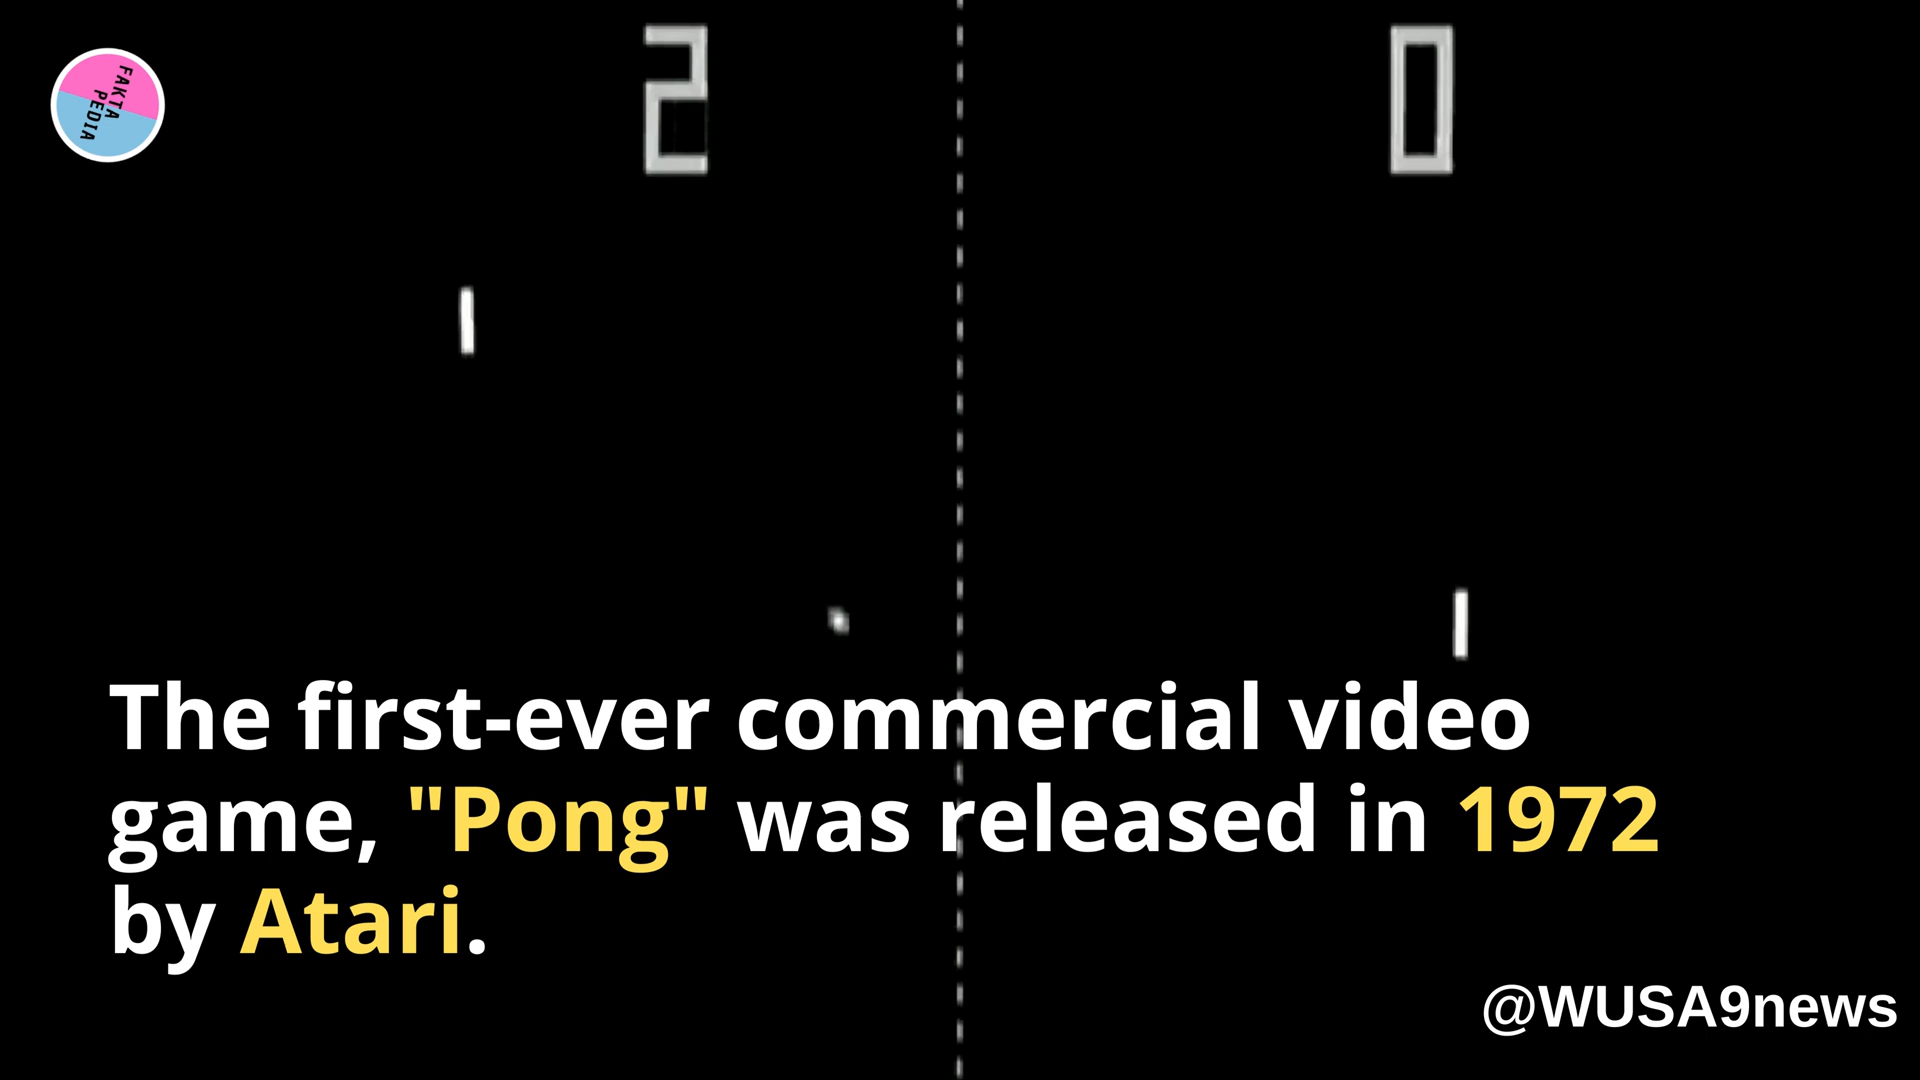 FAKTA
PEDIA
2 0
The first-ever commercial video
game, "Pong" was released in 1972
by Atari.
@WUSA9news